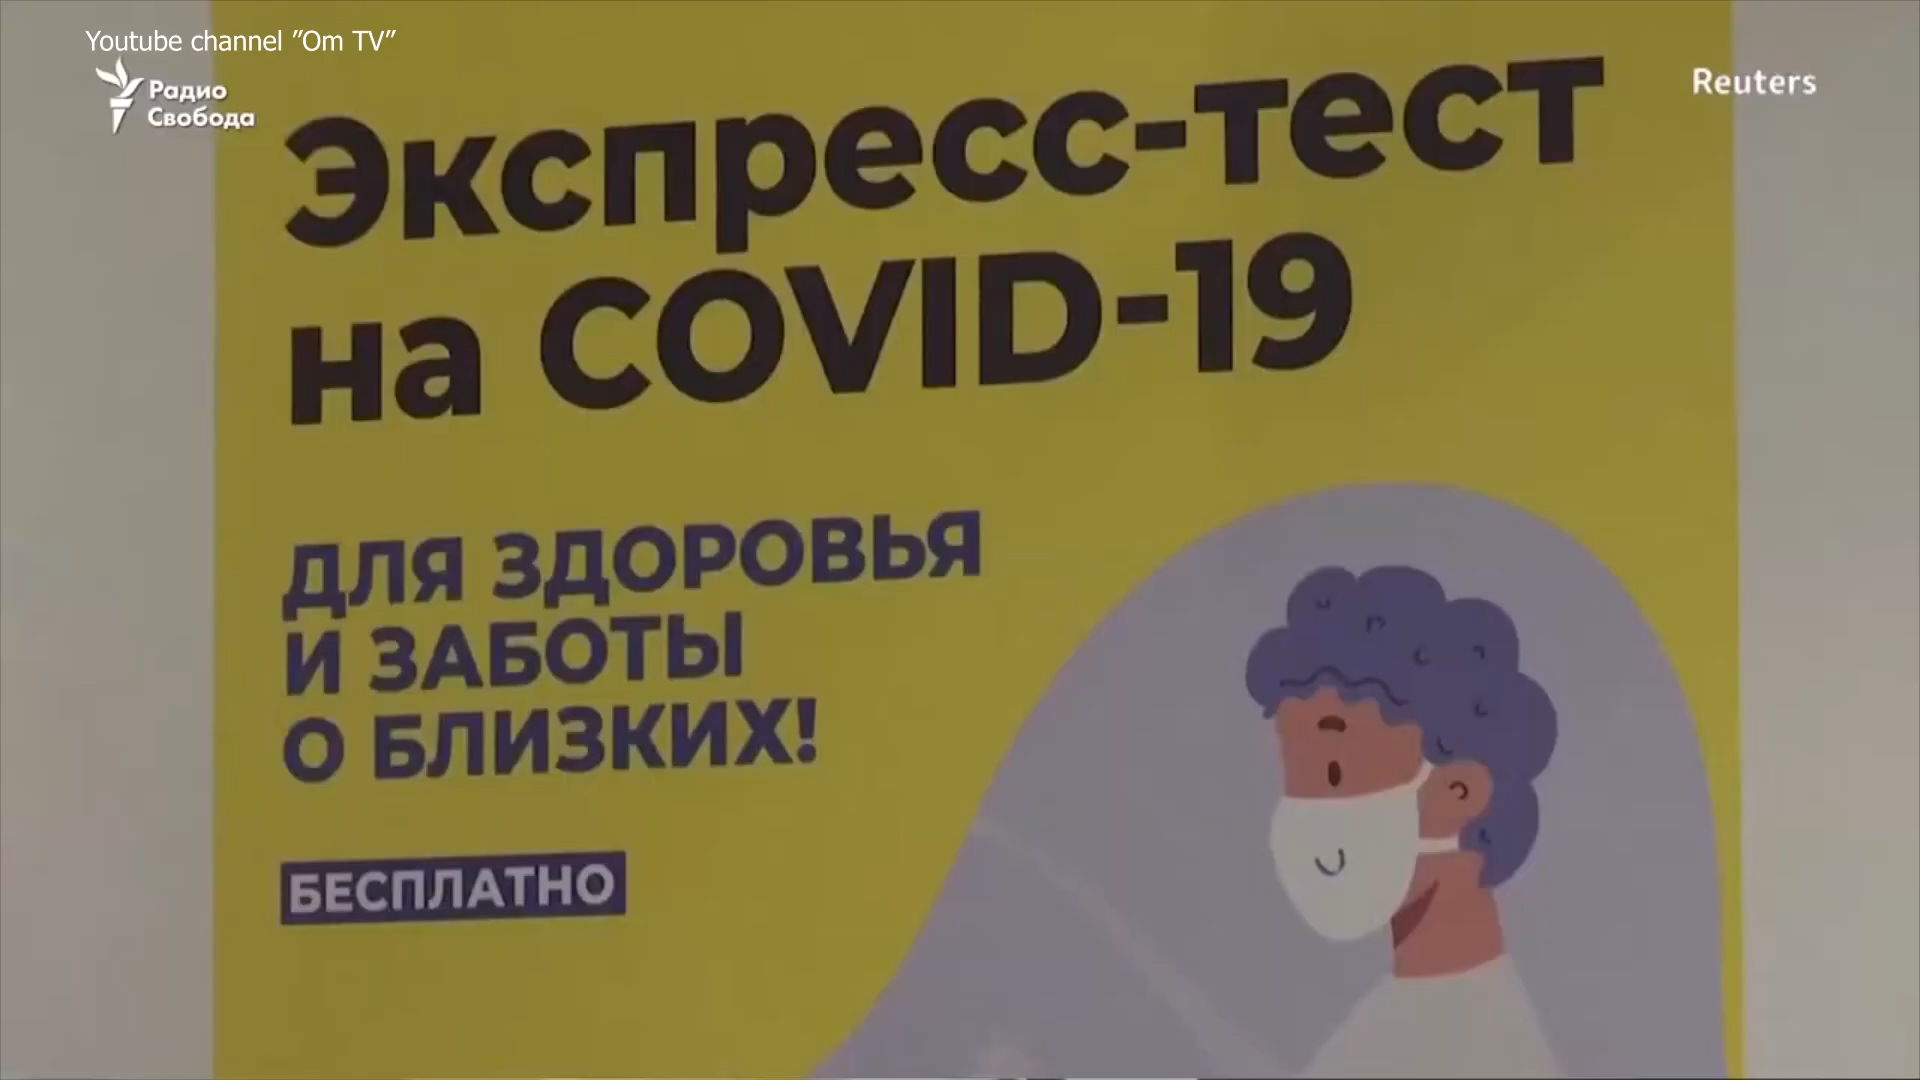 Youtube channel ”Om TV”
Радио
Свобода
Reuters
Экспресс-тест
на COVID-19
ДЛЯ ЗДОРОВЬЯ
И ЗАБОТЫ
О БЛИЗКИХ!
БЕСПЛАТНО